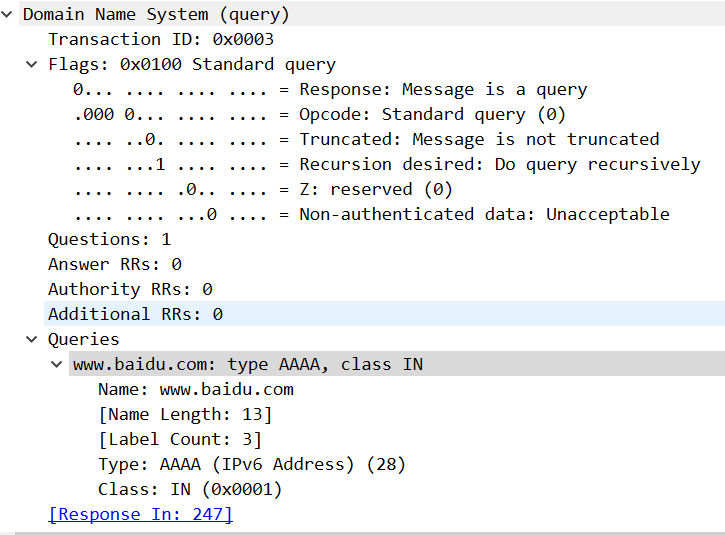 Domain Name System (query)
Transaction ID: 0x0003
Flags: 0x0100 Standard query
0... .... .... .... = Response: Message is a query
.000 0... .... .... = Opcode: Standard query (0)
.... ..0. .... .... = Truncated: Message is not truncated
.... ...1 .... .... = Recursion desired: Do query recursively
.... .... .0.. .... = Z: reserved (0)
.... .... ...0 .... = Non-authenticated data: Unacceptable
Questions: 1
Answer RRs: 0
Authority RRs: 0
Additional RRs: 0
Queries
www.baidu.com: type AAAA, class IN
Name: www.baidu.com
[Name Length: 13]
[Label Count: 3]
Type: AAAA (IPv6 Address) (28)
Class: IN (0x0001)
[Response In: 247]